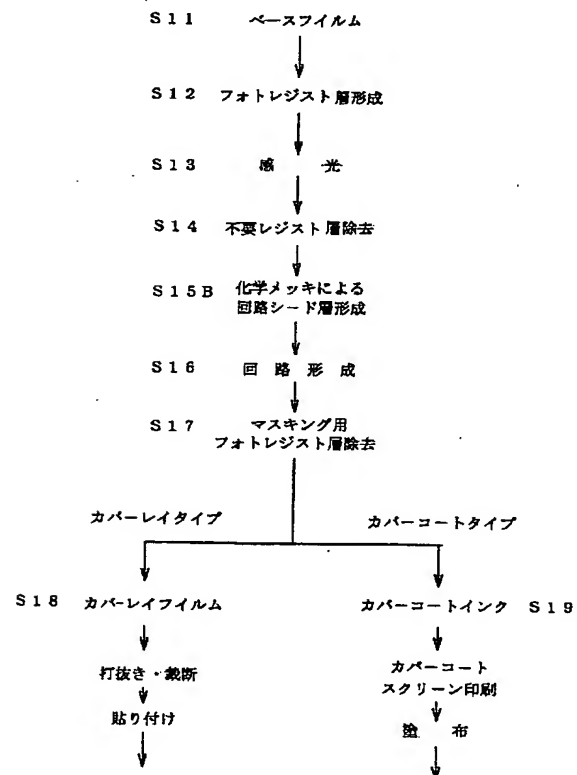 S11 ベースフイルム
S12 フォトレジスト層形成
S13 感 光
S14 不要レジスト層除去
S15B 化学メッキによる
回路シード層形成
S16 回 路 形 成
S17 マスキング用
フォトレジスト層除去
カバーレイタイプ
カバーコートタイプ
S18 カバーレイフイルム
カバーコートインク S19
打抜き・裁断
カバーコート
スクリーン印刷
貼り付け
塗 布